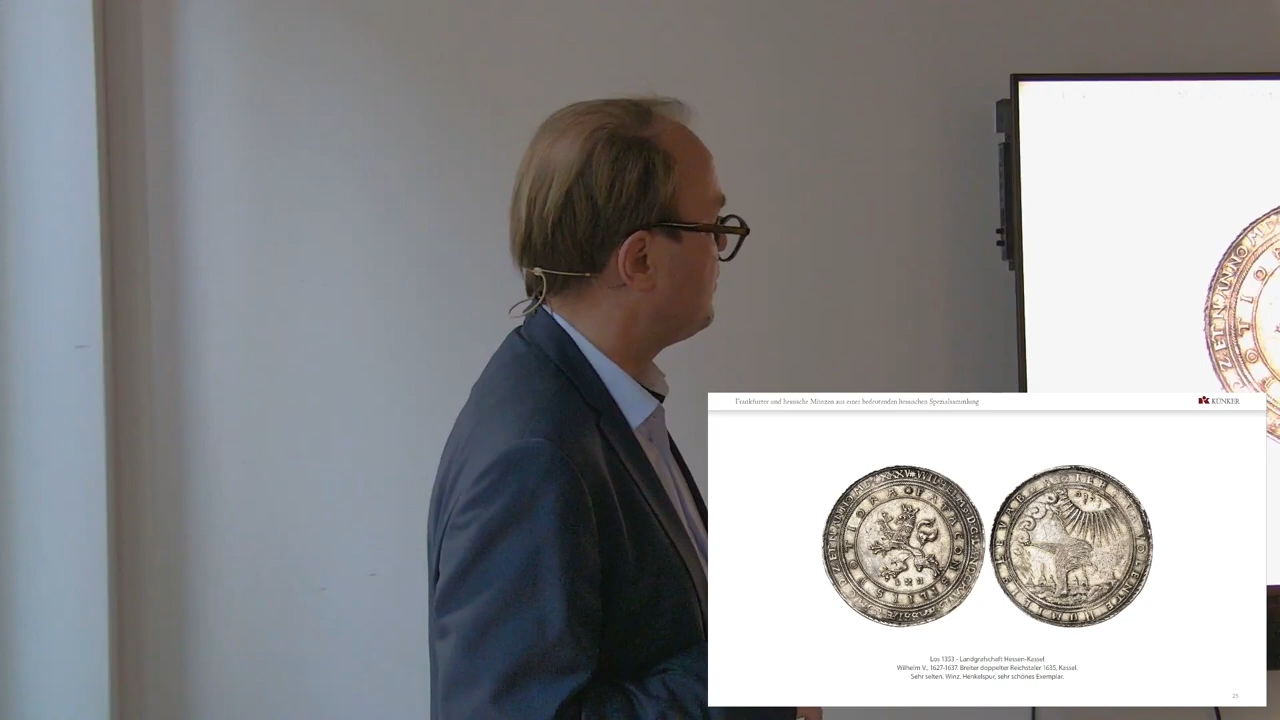 Frankfurter und hessische Münzen aus einer bedeutenden hessischen Spezialsammlung
KÜNKER
Los 1353 - Landgrafschaft Hessen-Kassel
Wilhelm V., 1627-1637. Breiter doppelter Reichstaler 1635, Kassel.
Sehr selten. Winz. Henkelspur, sehr schönes Exemplar.
25